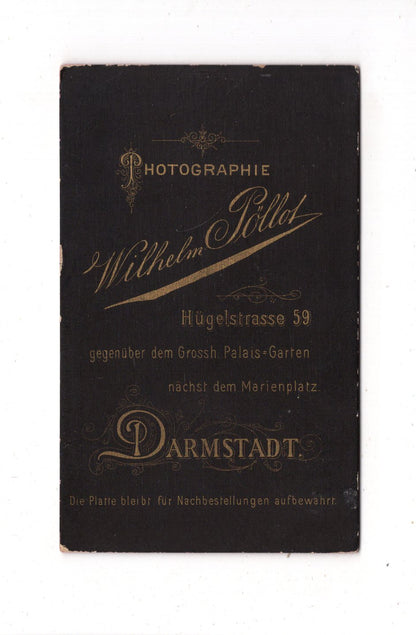 PHOTOGRAPHIE
Wilhelm Pöllot
Hügelstrasse 59
gegenüber dem Grossh. Palais-Garten
nächst dem Marienplatz.
DARMSTADT.
Die Platte bleibt für Nachbestellungen aufbewahrt.